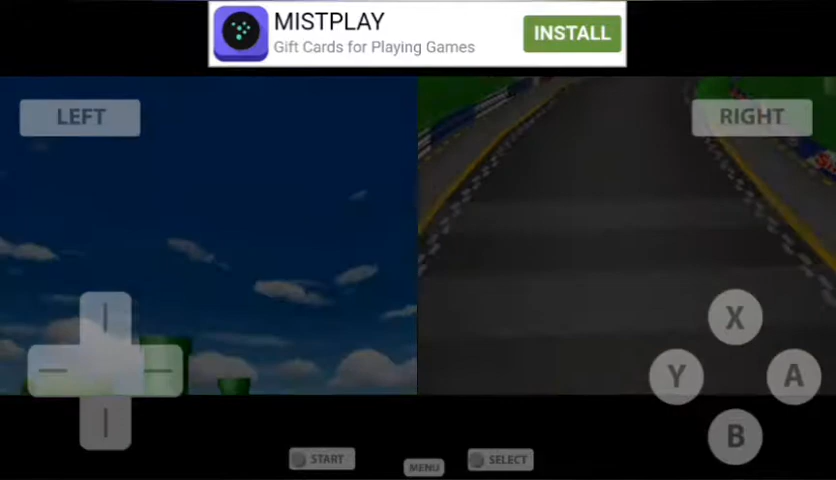 MISTPLAY
Gift Cards for Playing Games
INSTALL
LEFT
RIGHT
X
Y
A
B
START
MENU
SELECT